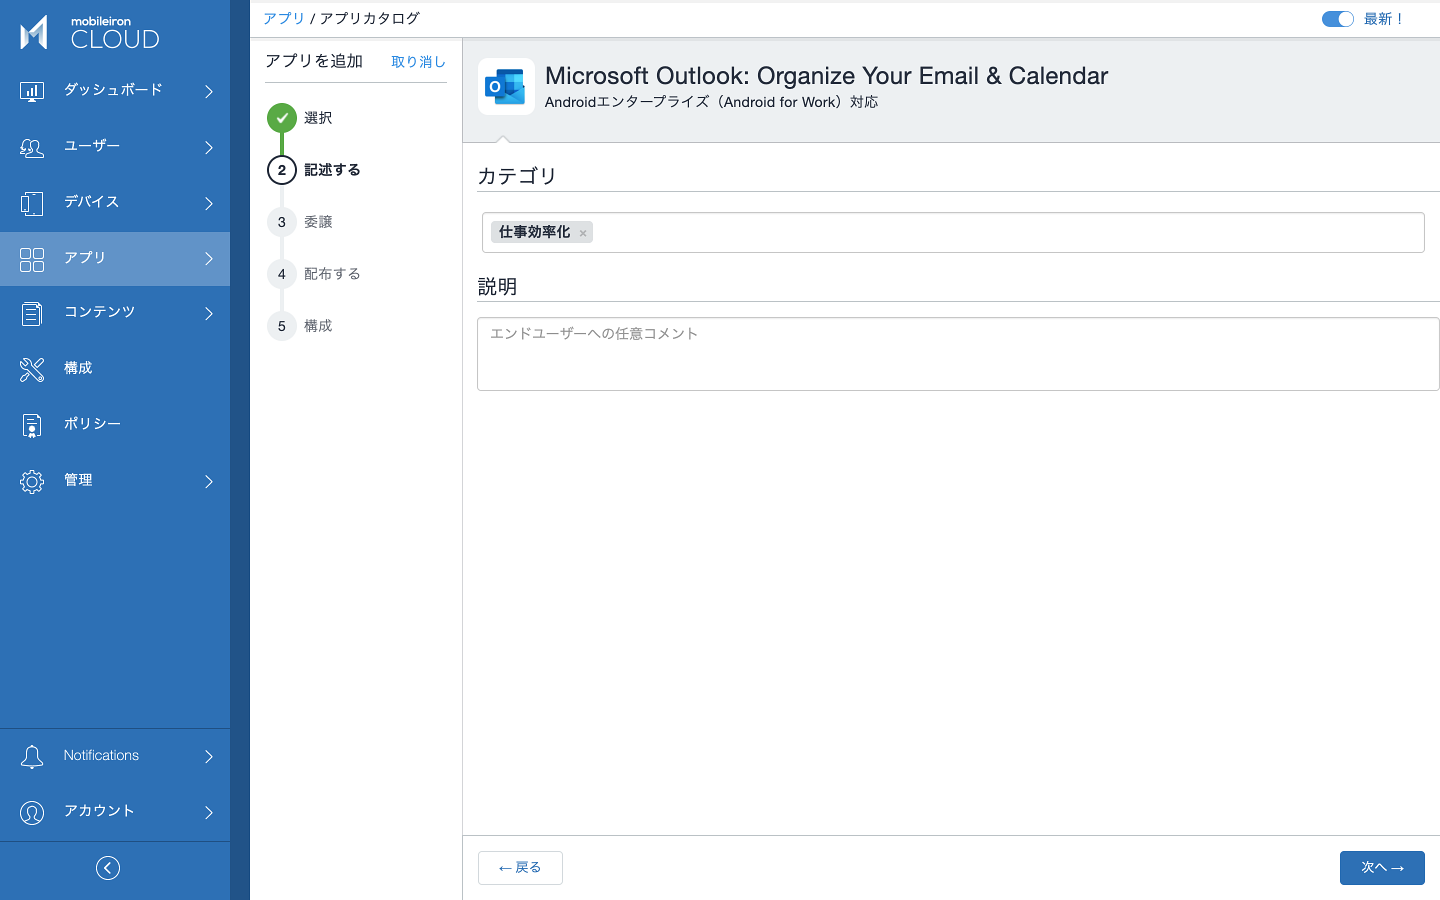 mobileiron
CLOUD
ダッシュボード
ユーザー
デバイス
アプリ
コンテンツ
構成
ポリシー
管理
Notifications
アカウント
アプリ / アプリカタログ
最新！
アプリを追加
取り消し
選択
2 記述する
3 委譲
4 配布する
5 構成
Microsoft Outlook: Organize Your Email & Calendar
Androidエンタープライズ（Android for Work）対応
カテゴリ
仕事効率化 ×
説明
エンドユーザーへの任意コメント
←戻る
次へ→